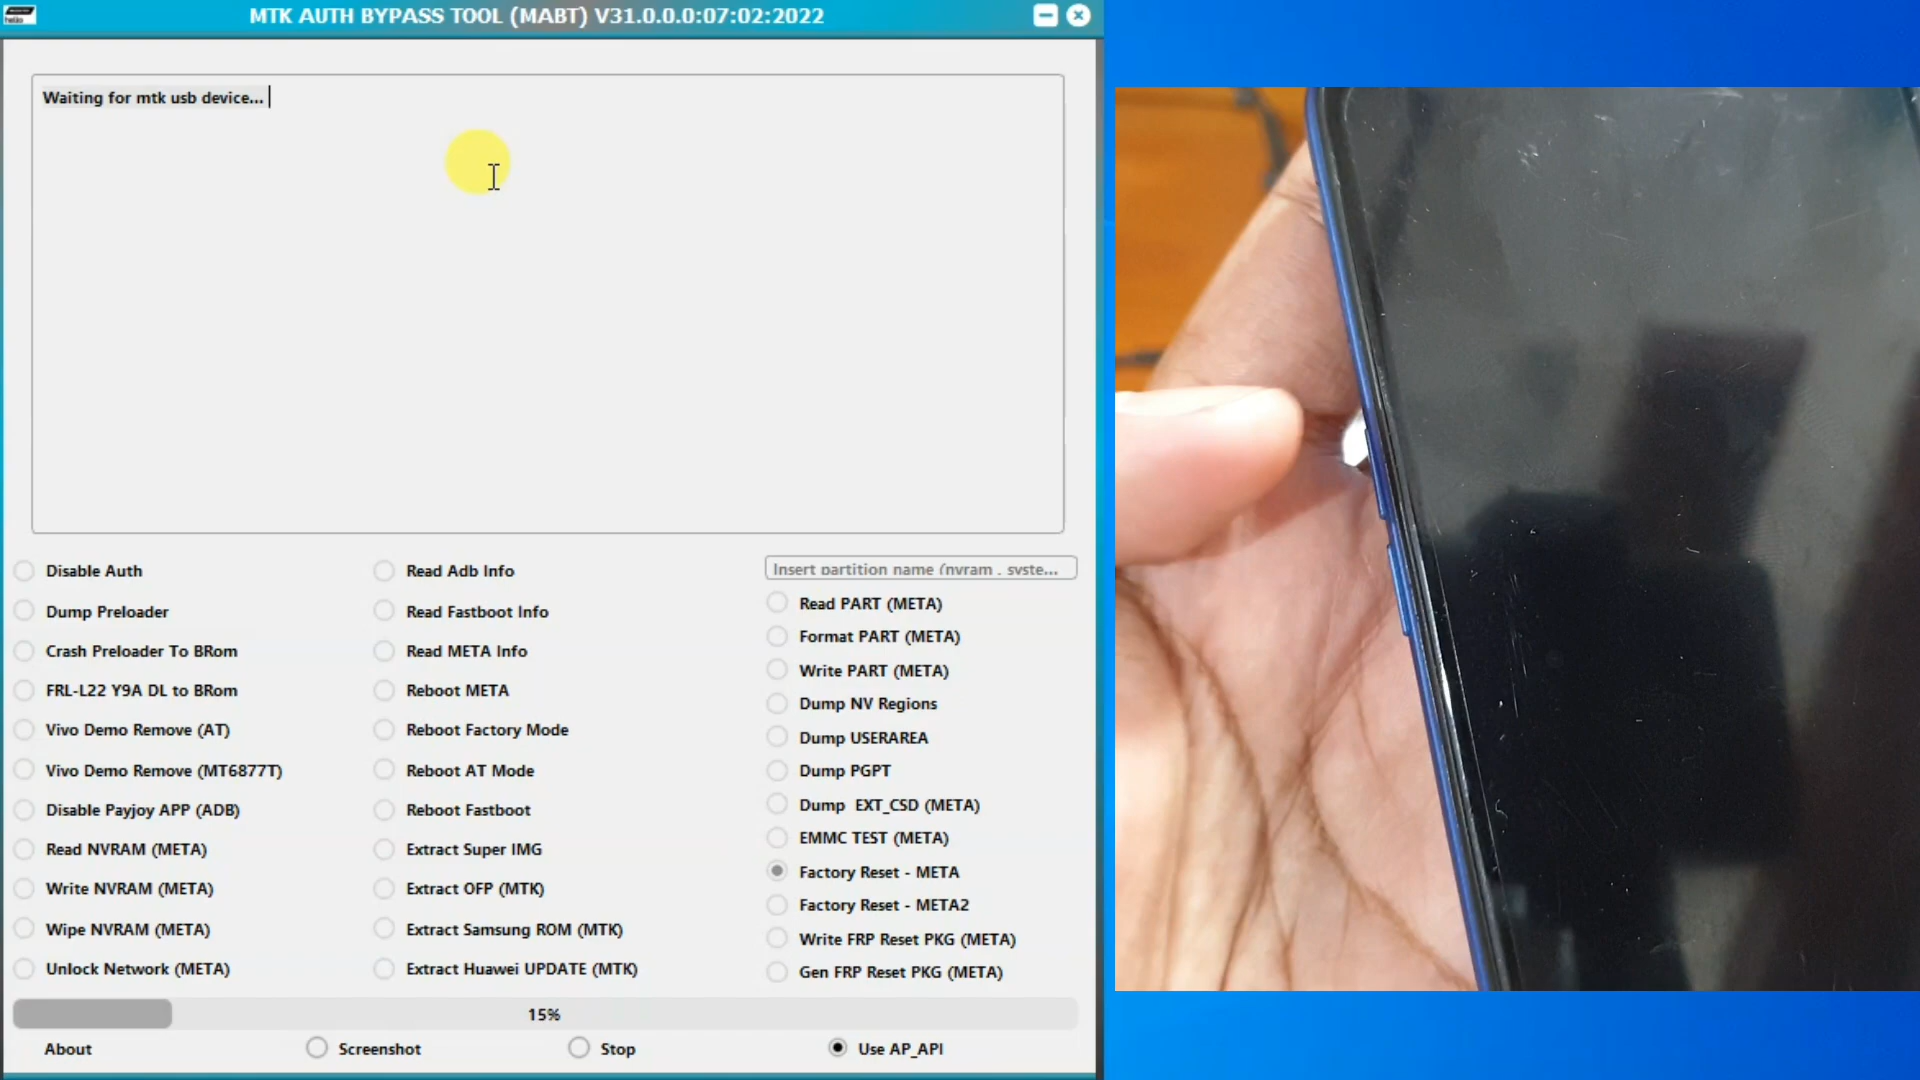 helio
MTK AUTH BYPASS TOOL (MABT) V31.0.0.0:07:02:2022
Waiting for mtk usb device...
Disable Auth
Dump Preloader
Crash Preloader To BRom
FRL-L22 Y9A DL to BRom
Vivo Demo Remove (AT)
Vivo Demo Remove (MT6877T)
Disable Payjoy APP (ADB)
Read NVRAM (META)
Write NVRAM (META)
Wipe NVRAM (META)
Unlock Network (META)
Read Adb Info
Read Fastboot Info
Read META Info
Reboot META
Reboot Factory Mode
Reboot AT Mode
Reboot Fastboot
Extract Super IMG
Extract OFP (MTK)
Extract Samsung ROM (MTK)
Extract Huawei UPDATE (MTK)
Insert partition name (nvram , syste...
Read PART (META)
Format PART (META)
Write PART (META)
Dump NV Regions
Dump USERAREA
Dump PGPT
Dump  EXT_CSD (META)
EMMC TEST (META)
Factory Reset - META
Factory Reset - META2
Write FRP Reset PKG (META)
Gen FRP Reset PKG (META)
15%
About
Screenshot
Stop
Use AP_API